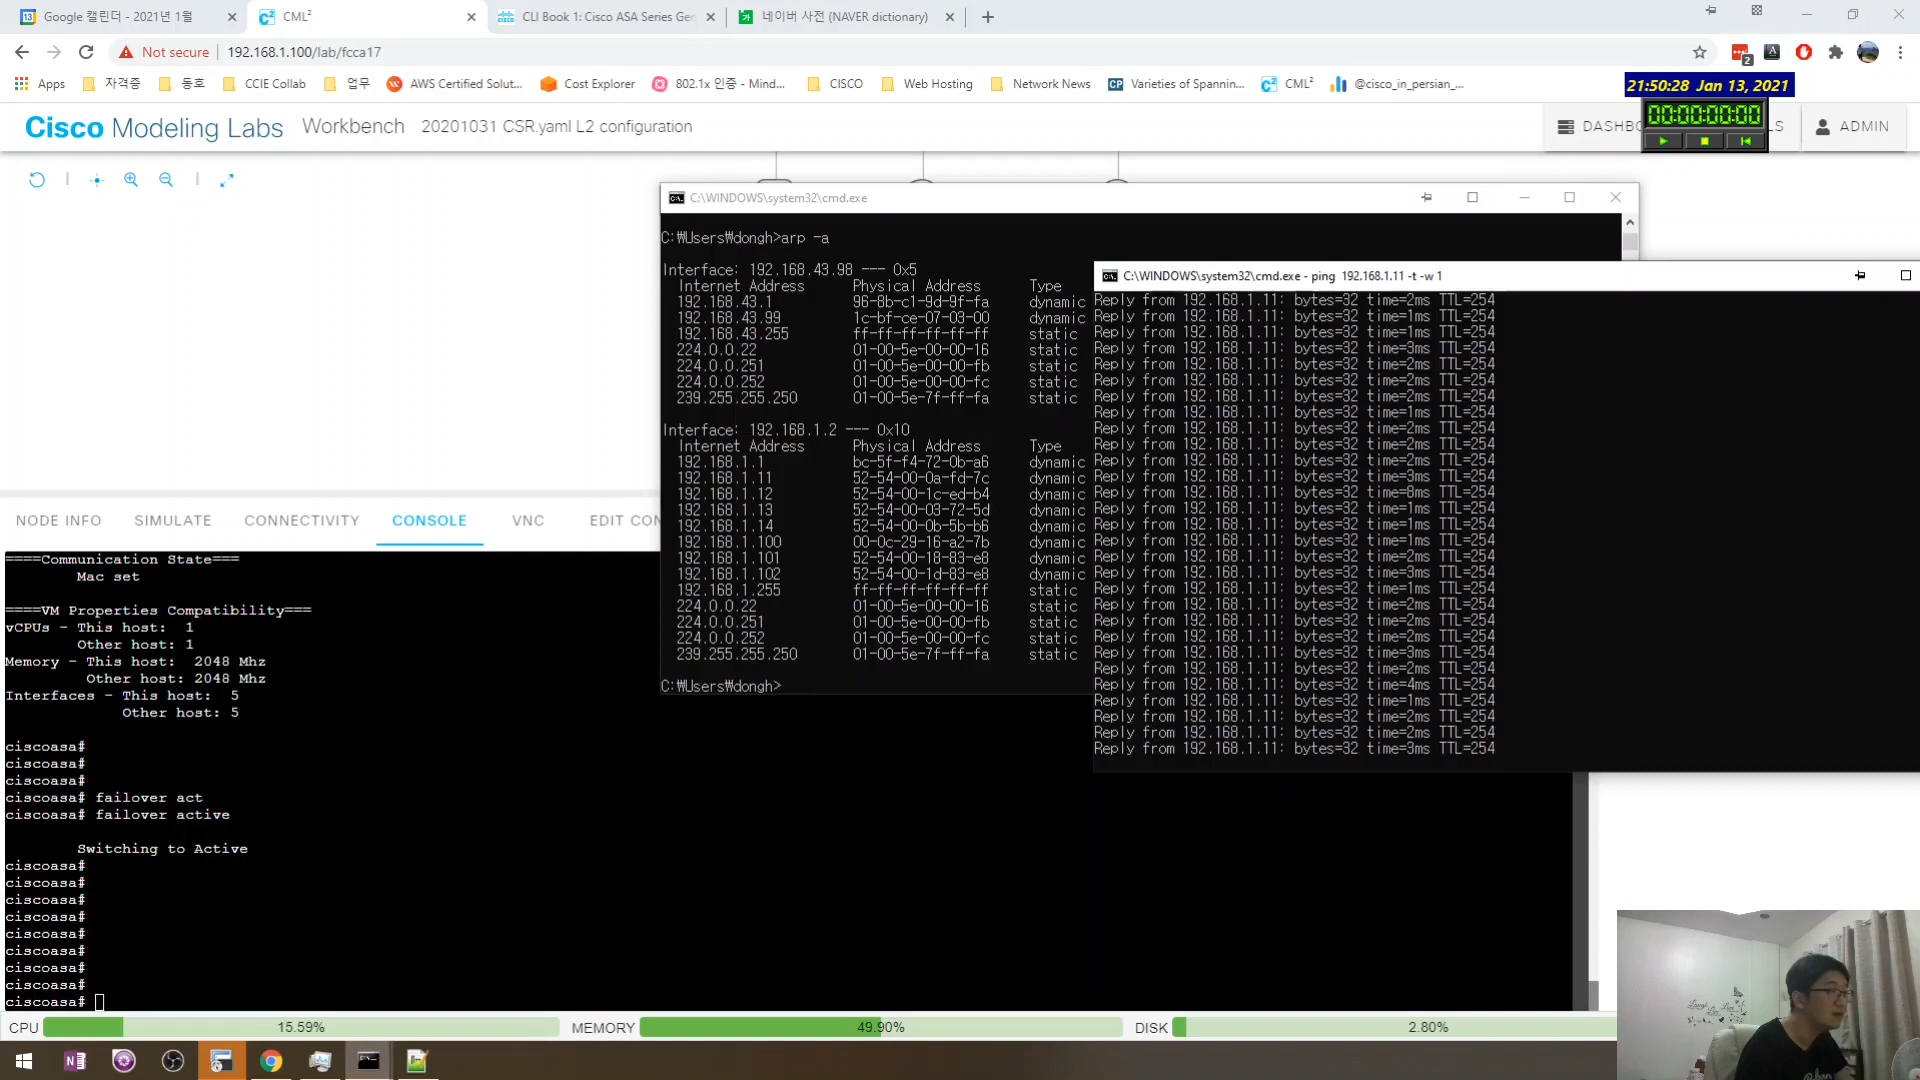 Google 캘린더 - 2021년 1월
CML²
CLI Book 1: Cisco ASA Series Ger
네이버 사전 (NAVER dictionary)
Not secure
192.168.1.100/lab/fcca17
2
Apps
자격증
동호
CCIE Collab
업무
AWS Certified Solut...
Cost Explorer
802.1x 인증 - Mind...
CISCO
Web Hosting
Network News
CP
Varieties of Spannin...
CML²
@cisco_in_persian_...
21:50:28 Jan 13, 2021
00:00:00:00
Cisco Modeling Labs
Workbench
20201031 CSR.yaml L2 configuration
DASHBO
LS
ADMIN
C:\WINDOWS\system32\cmd.exe
C:₩Users₩dongh>arp -a
Interface: 192.168.43.98 --- 0x5
Internet Address Physical Address Type
192.168.43.1 96-8b-c1-9d-9f-fa dynamic
192.168.43.99 1c-bf-ce-07-03-00 dynamic
192.168.43.255 ff-ff-ff-ff-ff-ff static
224.0.0.22 01-00-5e-00-00-16 static
224.0.0.251 01-00-5e-00-00-fb static
224.0.0.252 01-00-5e-00-00-fc static
239.255.255.250 01-00-5e-7f-ff-fa static
Interface: 192.168.1.2 --- 0x10
Internet Address Physical Address Type
192.168.1.1 bc-5f-f4-72-0b-a6 dynamic
192.168.1.11 52-54-00-0a-fd-7c dynamic
192.168.1.12 52-54-00-1c-ed-b4 dynamic
192.168.1.13 52-54-00-03-72-5d dynamic
192.168.1.14 52-54-00-0b-5b-b6 dynamic
192.168.1.100 00-0c-29-16-a2-7b dynamic
192.168.1.101 52-54-00-18-83-e8 dynamic
192.168.1.102 52-54-00-1d-83-e8 dynamic
192.168.1.255 ff-ff-ff-ff-ff-ff static
224.0.0.22 01-00-5e-00-00-16 static
224.0.0.251 01-00-5e-00-00-fb static
224.0.0.252 01-00-5e-00-00-fc static
239.255.255.250 01-00-5e-7f-ff-fa static
C:₩Users₩dongh>
C:\WINDOWS\system32\cmd.exe - ping 192.168.1.11 -t -w 1
Reply from 192.168.1.11: bytes=32 time=2ms TTL=254
Reply from 192.168.1.11: bytes=32 time=1ms TTL=254
Reply from 192.168.1.11: bytes=32 time=1ms TTL=254
Reply from 192.168.1.11: bytes=32 time=3ms TTL=254
Reply from 192.168.1.11: bytes=32 time=2ms TTL=254
Reply from 192.168.1.11: bytes=32 time=2ms TTL=254
Reply from 192.168.1.11: bytes=32 time=2ms TTL=254
Reply from 192.168.1.11: bytes=32 time=1ms TTL=254
Reply from 192.168.1.11: bytes=32 time=2ms TTL=254
Reply from 192.168.1.11: bytes=32 time=2ms TTL=254
Reply from 192.168.1.11: bytes=32 time=2ms TTL=254
Reply from 192.168.1.11: bytes=32 time=3ms TTL=254
Reply from 192.168.1.11: bytes=32 time=8ms TTL=254
Reply from 192.168.1.11: bytes=32 time=1ms TTL=254
Reply from 192.168.1.11: bytes=32 time=1ms TTL=254
Reply from 192.168.1.11: bytes=32 time=1ms TTL=254
Reply from 192.168.1.11: bytes=32 time=2ms TTL=254
Reply from 192.168.1.11: bytes=32 time=3ms TTL=254
Reply from 192.168.1.11: bytes=32 time=1ms TTL=254
Reply from 192.168.1.11: bytes=32 time=2ms TTL=254
Reply from 192.168.1.11: bytes=32 time=1ms TTL=254
Reply from 192.168.1.11: bytes=32 time=2ms TTL=254
Reply from 192.168.1.11: bytes=32 time=3ms TTL=254
Reply from 192.168.1.11: bytes=32 time=2ms TTL=254
Reply from 192.168.1.11: bytes=32 time=4ms TTL=254
Reply from 192.168.1.11: bytes=32 time=1ms TTL=254
Reply from 192.168.1.11: bytes=32 time=2ms TTL=254
Reply from 192.168.1.11: bytes=32 time=2ms TTL=254
Reply from 192.168.1.11: bytes=32 time=3ms TTL=254
NODE INFO
SIMULATE
CONNECTIVITY
CONSOLE
VNC
EDIT CON
====Communication State===
Mac set
====VM Properties Compatibility===
vCPUs - This host: 1
Other host: 1
Memory - This host: 2048 Mhz
Other host: 2048 Mhz
Interfaces - This host: 5
Other host: 5
ciscoasa#
ciscoasa#
ciscoasa#
ciscoasa# failover act
ciscoasa# failover active
Switching to Active
ciscoasa#
ciscoasa#
ciscoasa#
ciscoasa#
ciscoasa#
ciscoasa#
ciscoasa#
ciscoasa#
ciscoasa#
CPU
15.59%
MEMORY
49.90%
DISK
2.80%